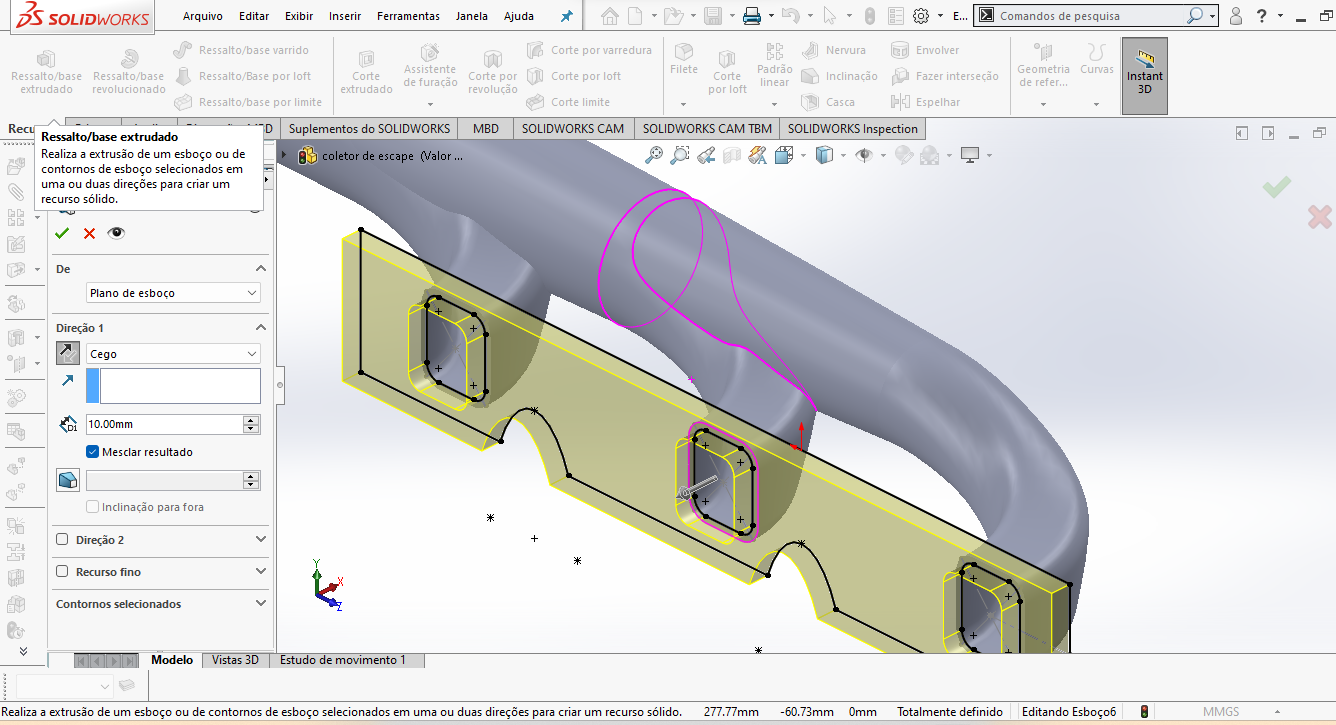 SOLIDWORKS
Arquivo Editar Exibir Inserir Ferramentas Janela Ajuda
E...
Comandos de pesquisa
?
Ressalto/base extrudado
Ressalto/base revolucionado
Ressalto/base varrido
Ressalto/Base por loft
Ressalto/base por limite
Corte extrudado
Assistente de furação
Corte por revolução
Corte por varredura
Corte por loft
Corte limite
Filete
Corte por loft
Padrão linear
Nervura
Inclinação
Casca
Envolver
Fazer interseção
Espelhar
Geometria de refer...
Curvas
Instant 3D
Suplementos do SOLIDWORKS MBD SOLIDWORKS CAM SOLIDWORKS CAM TBM SOLIDWORKS Inspection
Ressalto/base extrudado
Realiza a extrusão de um esboço ou de
contornos de esboço selecionados em
uma ou duas direções para criar um
recurso sólido.
coletor de escape (Valor ...
De
Plano de esboço
Direção 1
Cego
D1
10.00mm
Mesclar resultado
Inclinação para fora
Direção 2
Recurso fino
Contornos selecionados
Y
X
Z
Modelo Vistas 3D Estudo de movimento 1
Realiza a extrusão de um esboço ou de contornos de esboço selecionados em uma ou duas direções para criar um recurso sólido. 277.77mm -60.73mm 0mm Totalmente definido Editando Esboço6 MMGS